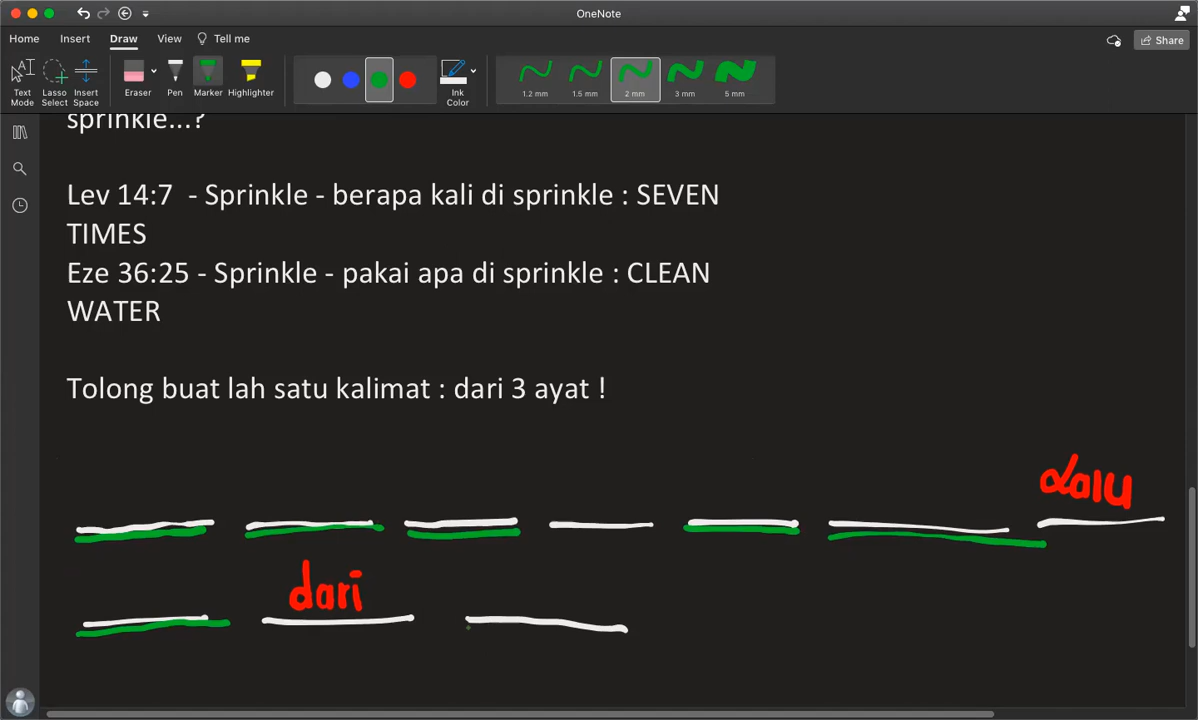 OneNote
Home Insert Draw View Tell me
Share
Text Mode
Lasso Select
Insert Space
Eraser
Pen
Marker
Highlighter
Ink Color
1.2 mm
1.5 mm
2 mm
3 mm
5 mm
sprinkle...?
Lev 14:7 - Sprinkle - berapa kali di sprinkle : SEVEN
TIMES
Eze 36:25 - Sprinkle - pakai apa di sprinkle : CLEAN
WATER
Tolong buat lah satu kalimat : dari 3 ayat !
dalu
dari